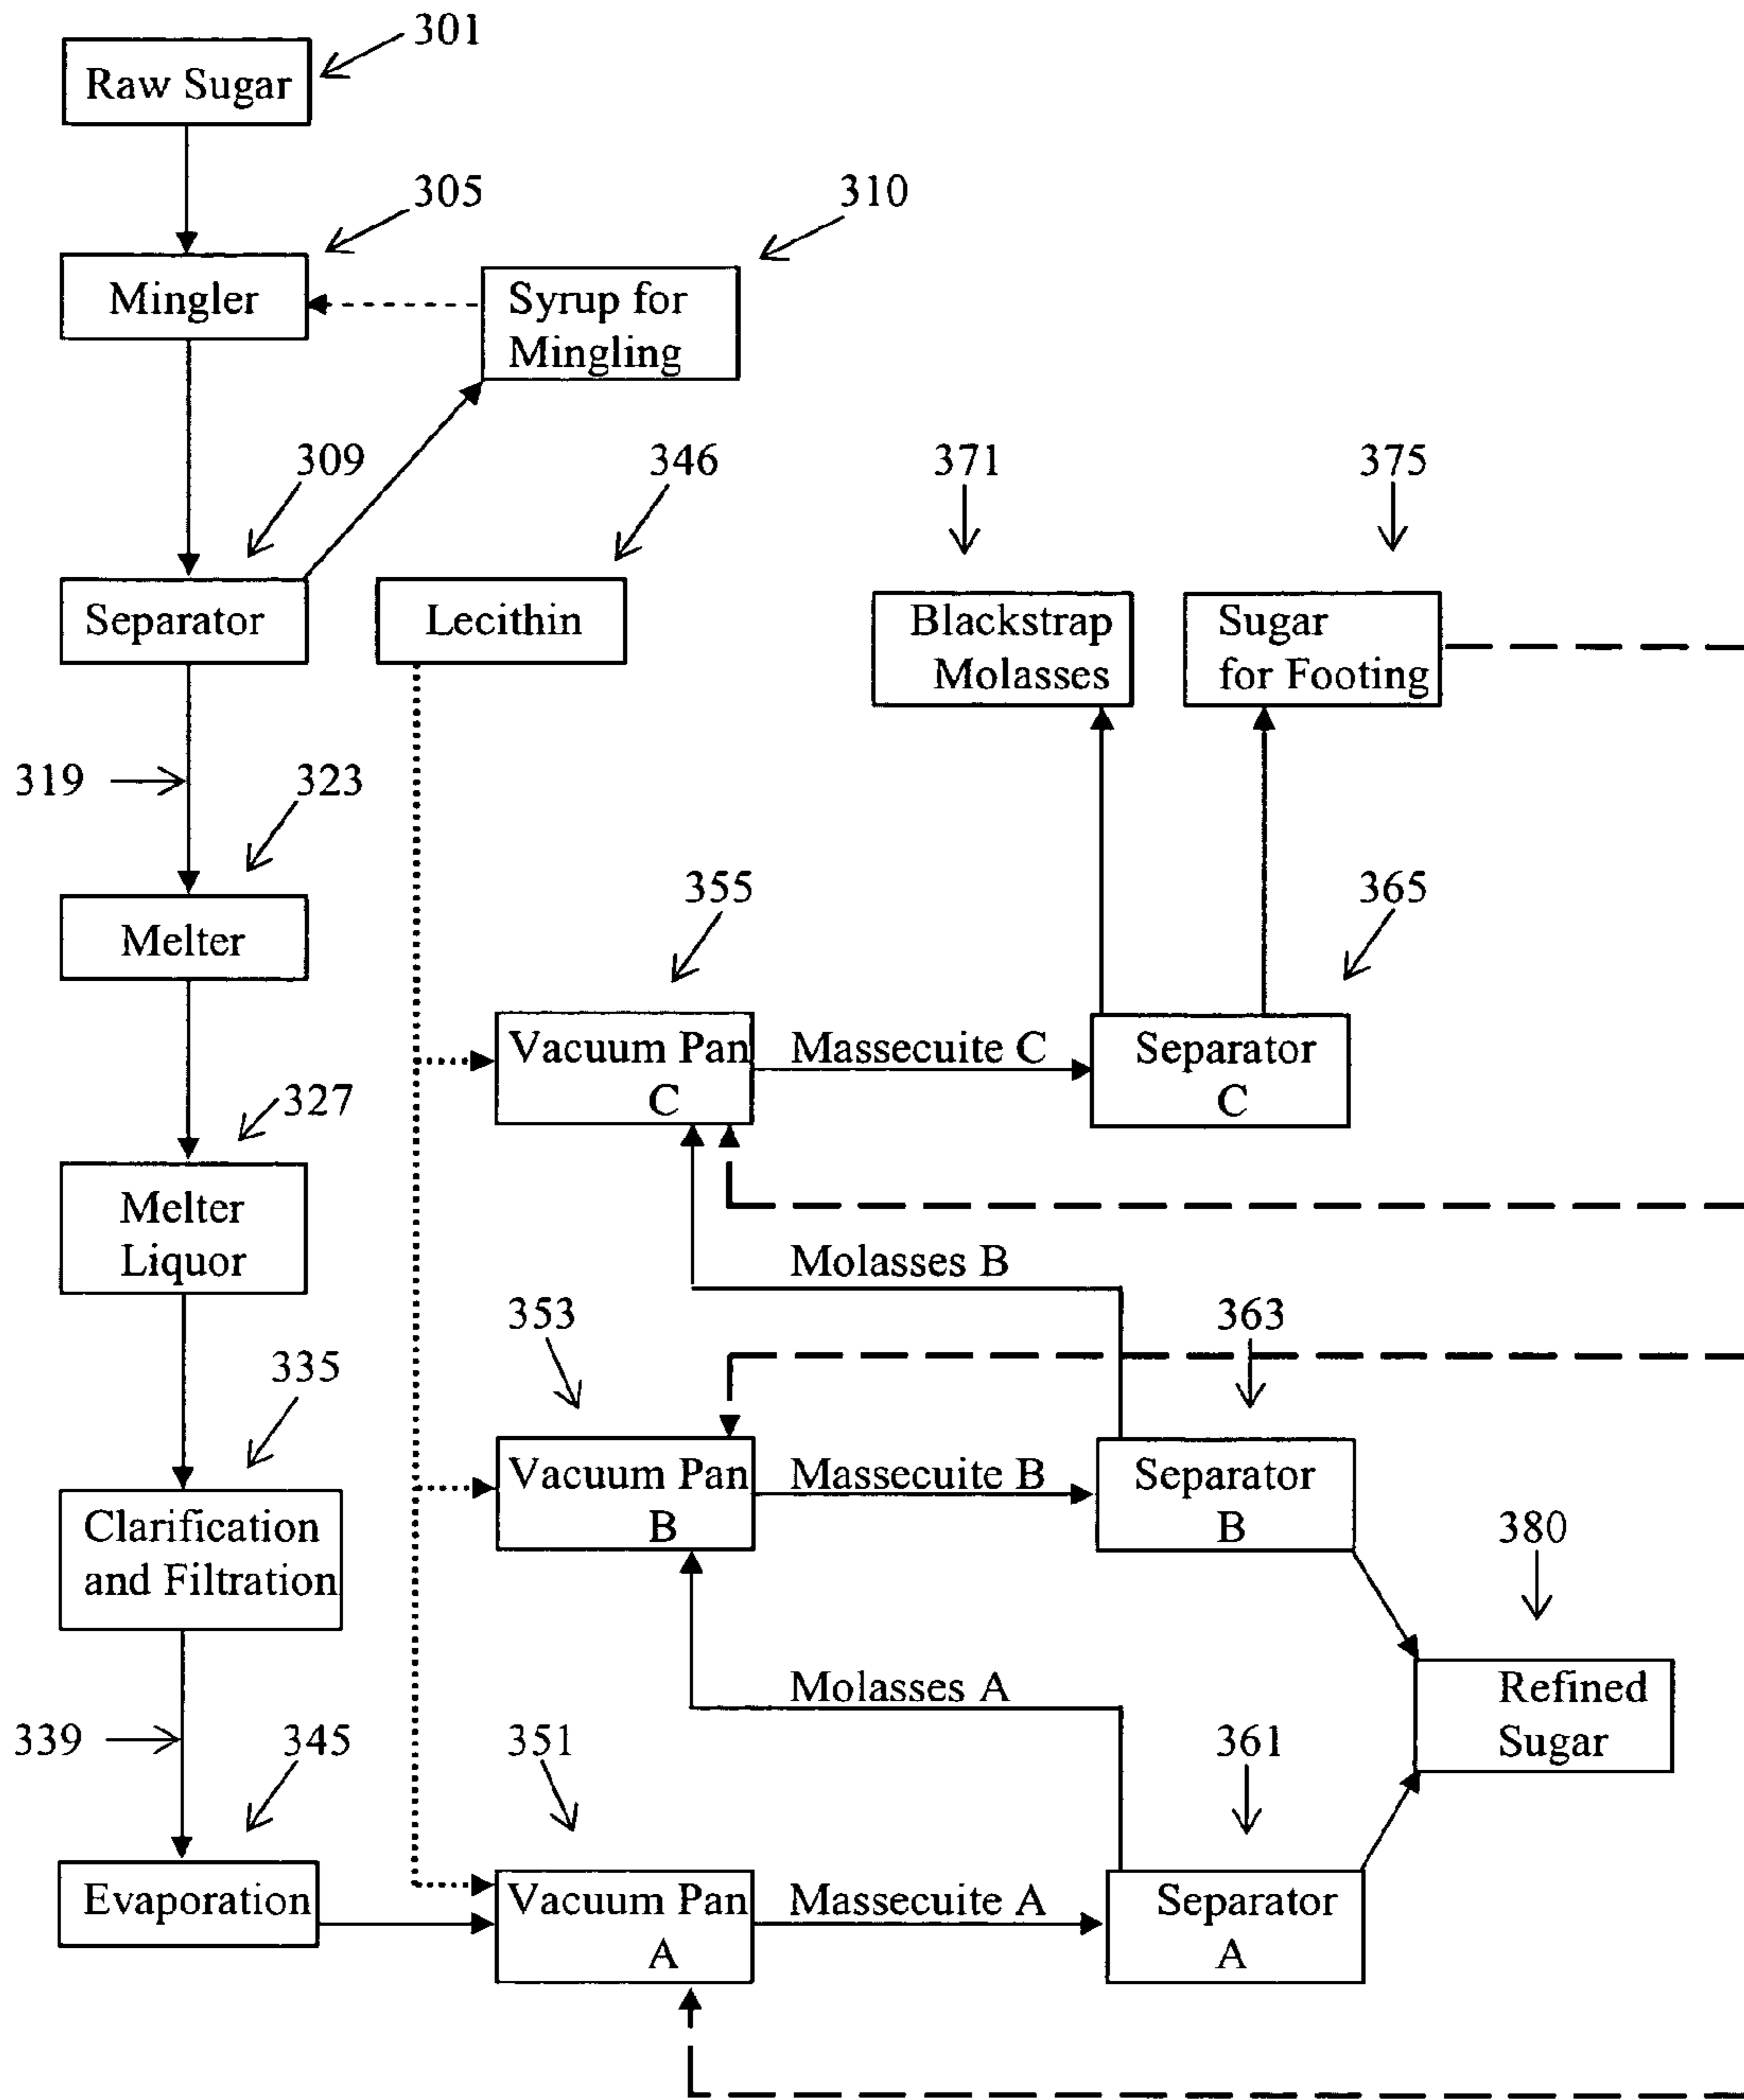 301
Raw Sugar
305
310
Mingler
Syrup for
Mingling
309
346
371
375
Separator
Lecithin
Blackstrap
Molasses
Sugar
for Footing
319
323
355
365
Melter
Vacuum Pan
C
Massecuite C
Separator
C
327
Melter
Liquor
Molasses B
353
363
335
Vacuum Pan
B
Massecuite B
Separator
B
Clarification
and Filtration
380
Molasses A
Refined
Sugar
339
345
351
361
Evaporation
Vacuum Pan
A
Massecuite A
Separator
A